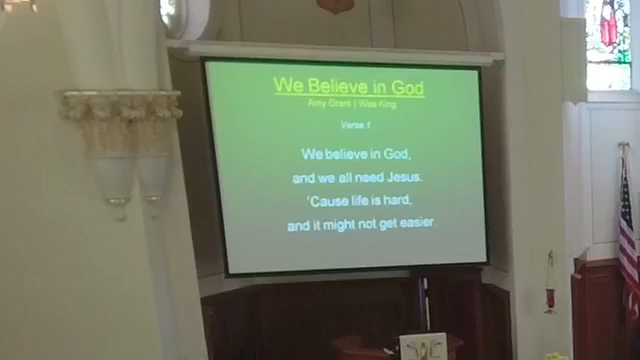 We Believe in God
Amy Grant | Wes King
Verse 1
We believe in God,
and we all need Jesus.
'Cause life is hard,
and it might not get easier.